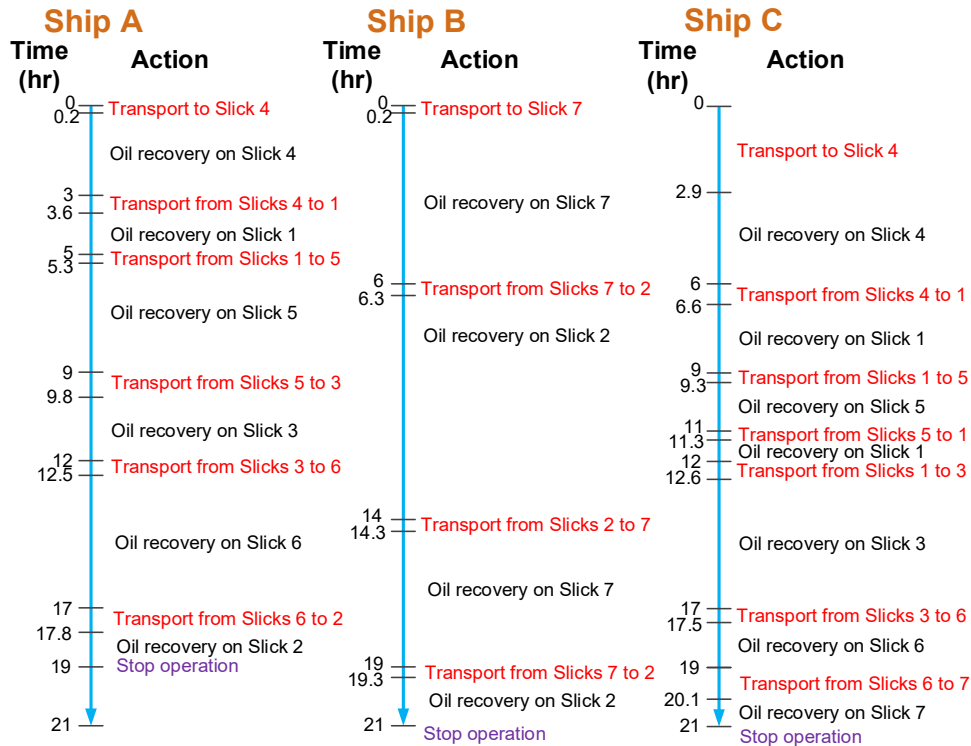 Ship A
Time
(hr)
Action
0
Transport to Slick 4
0.2
Oil recovery on Slick 4
3
Transport from Slicks 4 to 1
3.6
Oil recovery on Slick 1
5
Transport from Slicks 1 to 5
5.3
Oil recovery on Slick 5
9
Transport from Slicks 5 to 3
9.8
Oil recovery on Slick 3
12
Transport from Slicks 3 to 6
12.5
Oil recovery on Slick 6
17
Transport from Slicks 6 to 2
17.8
Oil recovery on Slick 2
19
Stop operation
21
Ship B
Time
(hr)
Action
0
Transport to Slick 7
0.2
Oil recovery on Slick 7
6
Transport from Slicks 7 to 2
6.3
Oil recovery on Slick 2
14
Transport from Slicks 2 to 7
14.3
Oil recovery on Slick 7
19
Transport from Slicks 7 to 2
19.3
Oil recovery on Slick 2
21
Stop operation
Ship C
Time
(hr)
Action
0
Transport to Slick 4
2.9
Oil recovery on Slick 4
6
Transport from Slicks 4 to 1
6.6
Oil recovery on Slick 1
9
Transport from Slicks 1 to 5
9.3
Oil recovery on Slick 5
11
Transport from Slicks 5 to 1
11.3
Oil recovery on Slick 1
12
Transport from Slicks 1 to 3
12.6
Oil recovery on Slick 3
17
Transport from Slicks 3 to 6
17.5
Oil recovery on Slick 6
19
Transport from Slicks 6 to 7
20.1
Oil recovery on Slick 7
21
Stop operation